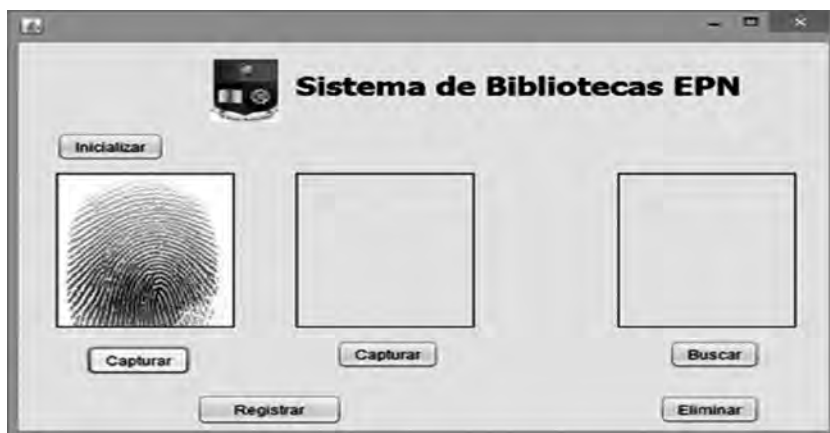 Sistema de Bibliotecas EPN
Inicializar
Capturar
Capturar
Buscar
Registrar
Eliminar